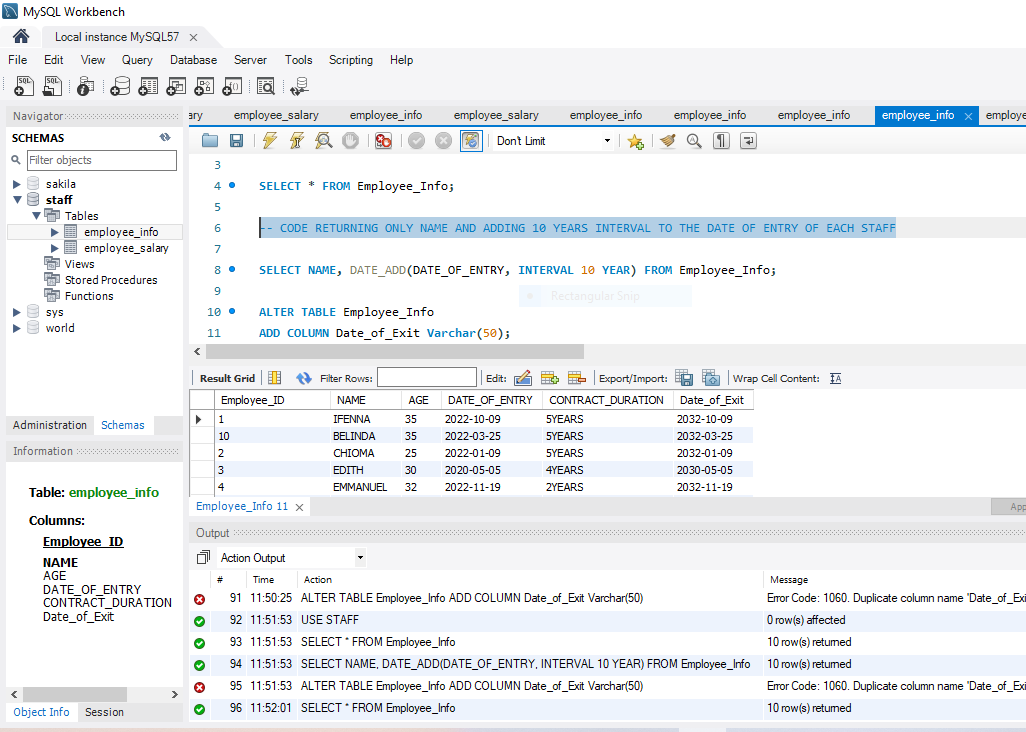 MySQL Workbench
Local instance MySQL57
File Edit View Query Database Server Tools Scripting Help
Navigator
SCHEMAS
Filter objects
sakila
staff
Tables
employee_info
employee_salary
Views
Stored Procedures
Functions
sys
world
Administration Schemas
Information
Table: employee_info
Columns:
Employee_ID
NAME
AGE
DATE_OF_ENTRY
CONTRACT_DURATION
Date_of_Exit
Object Info Session
ary employee_salary employee_info employee_salary employee_info employee_info employee_info employee_info employe
Don't Limit
3
4 SELECT * FROM Employee_Info;
5
6 -- CODE RETURNING ONLY NAME AND ADDING 10 YEARS INTERVAL TO THE DATE OF ENTRY OF EACH STAFF
7
8 SELECT NAME, DATE_ADD(DATE_OF_ENTRY, INTERVAL 10 YEAR) FROM Employee_Info;
Rectangular Snip
9
10 ALTER TABLE Employee_Info
11 ADD COLUMN Date_of_Exit Varchar(50);
Result Grid Filter Rows: Edit: Export/Import: Wrap Cell Content:
Employee_ID NAME AGE DATE_OF_ENTRY CONTRACT_DURATION Date_of_Exit
1 IFENNA 35 2022-10-09 5YEARS 2032-10-09
10 BELINDA 35 2022-03-25 5YEARS 2032-03-25
2 CHIOMA 25 2022-01-09 5YEARS 2032-01-09
3 EDITH 30 2020-05-05 4YEARS 2030-05-05
4 EMMANUEL 32 2022-11-19 2YEARS 2032-11-19
Employee_Info 11 App
Output
Action Output
# Time Action Message
91 11:50:25 ALTER TABLE Employee_Info ADD COLUMN Date_of_Exit Varchar(50) Error Code: 1060. Duplicate column name 'Date_of_Exi
92 11:51:53 USE STAFF 0 row(s) affected
93 11:51:53 SELECT * FROM Employee_Info 10 row(s) returned
94 11:51:53 SELECT NAME, DATE_ADD(DATE_OF_ENTRY, INTERVAL 10 YEAR) FROM Employee_Info 10 row(s) returned
95 11:51:53 ALTER TABLE Employee_Info ADD COLUMN Date_of_Exit Varchar(50) Error Code: 1060. Duplicate column name 'Date_of_Exi
96 11:52:01 SELECT * FROM Employee_Info 10 row(s) returned